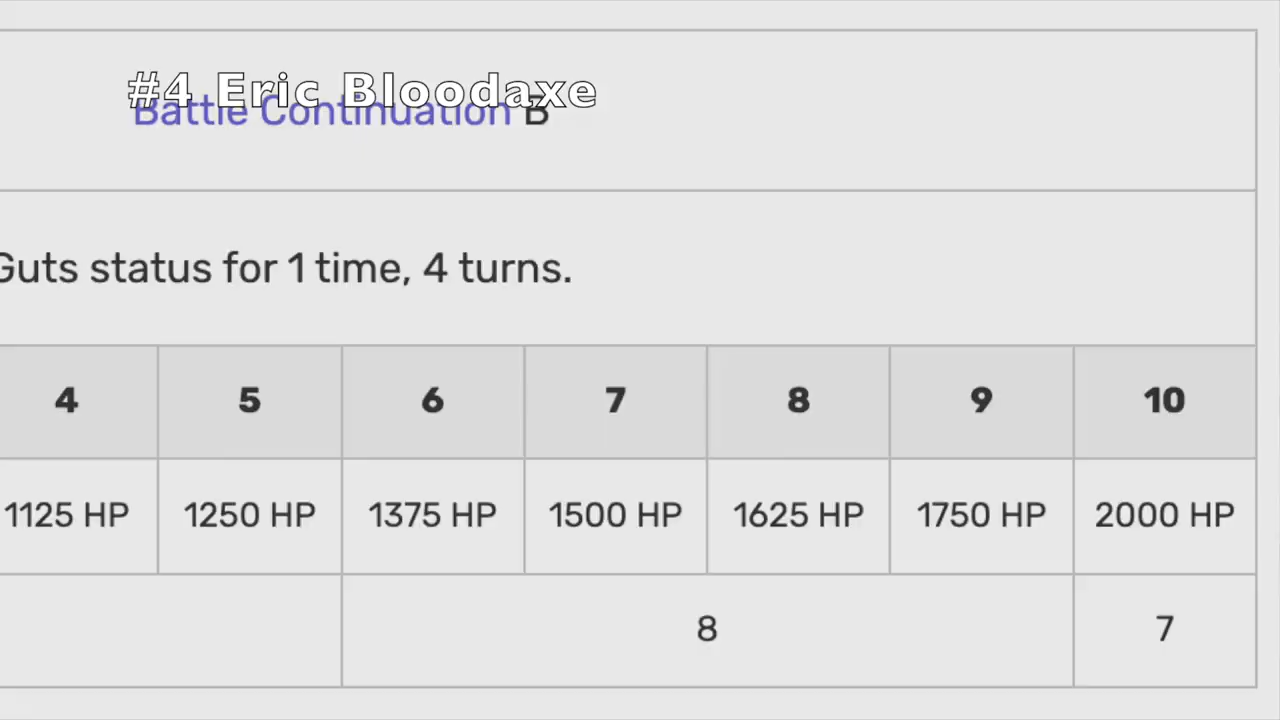 #4 Eric Bloodaxe
Battle Continuation B
Guts status for 1 time, 4 turns.
4 5 6 7 8 9 10
1125 HP 1250 HP 1375 HP 1500 HP 1625 HP 1750 HP 2000 HP
8 7